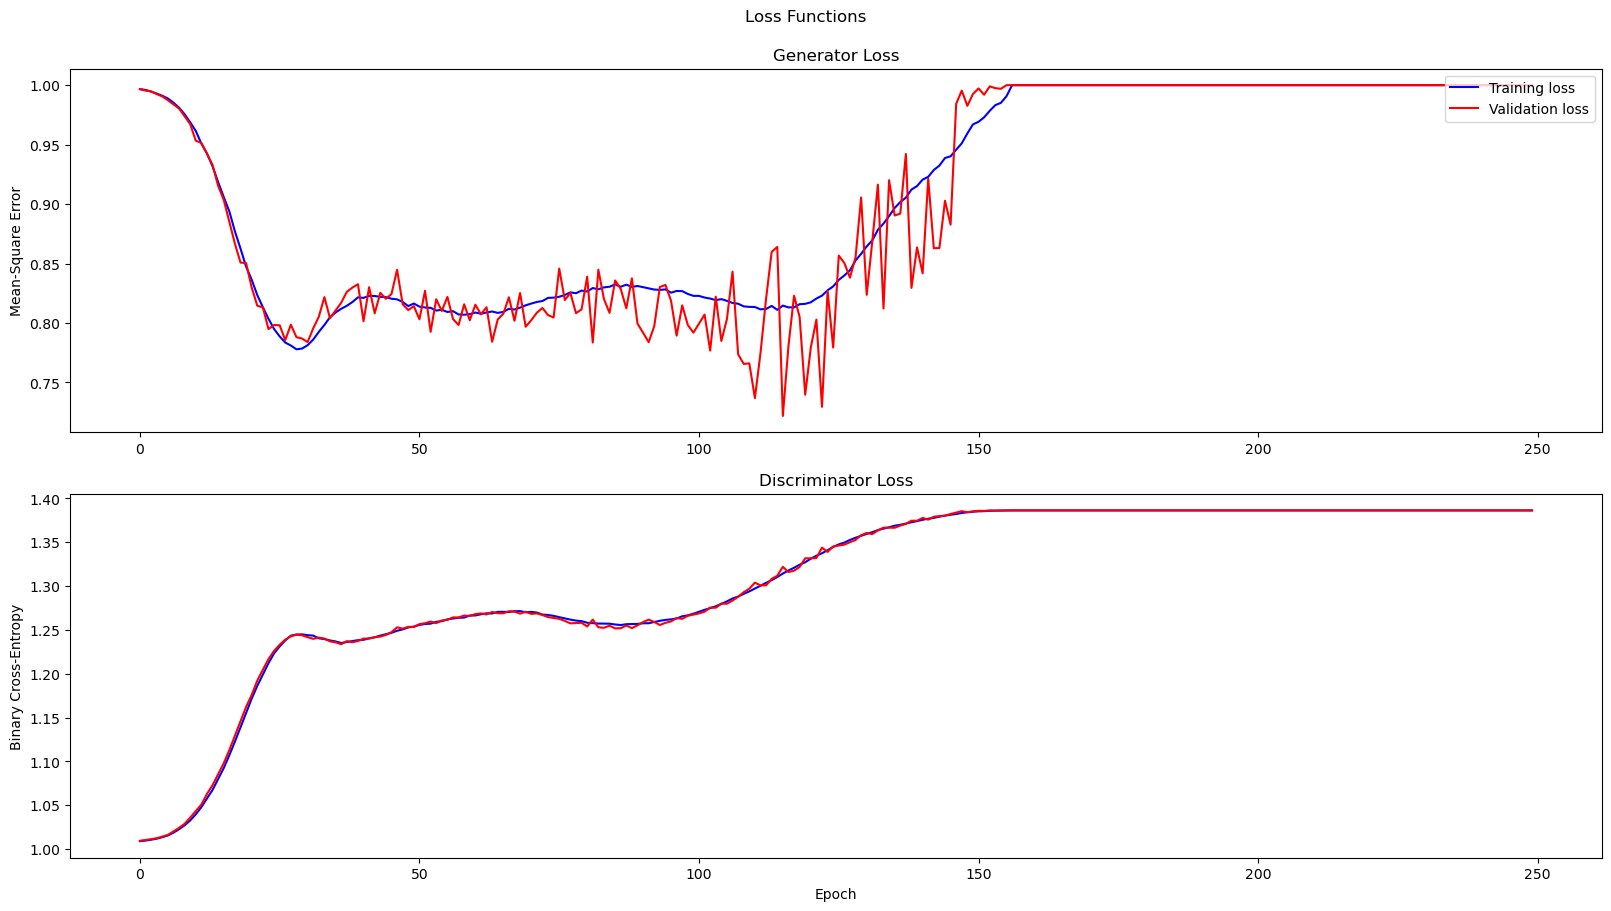 Loss Functions
Generator Loss
Mean-Square Error
1.00
0.95
0.90
0.85
0.80
0.75
Training loss
Validation loss
0 50 100 150 200 250
Discriminator Loss
Binary Cross-Entropy
1.40
1.35
1.30
1.25
1.20
1.15
1.10
1.05
1.00
0 50 100 150 200 250
Epoch